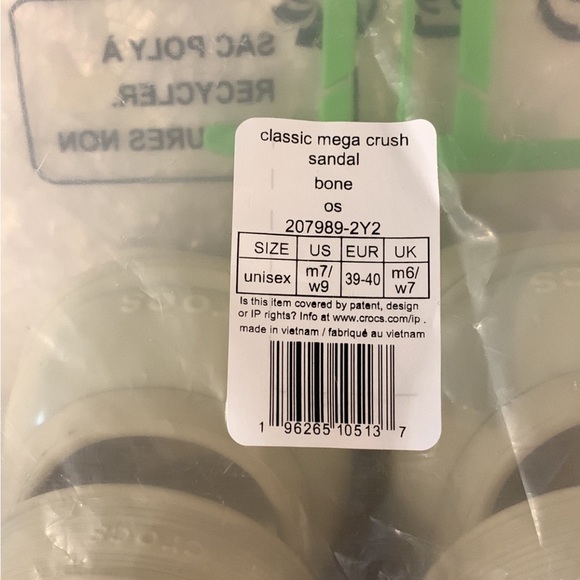 SAC POLY À
RECYCLER.
URES NON
classic mega crush
sandal
bone
os
207989-2Y2
SIZE US EUR UK
unisex m7/ w9 39-40 m6/ w7
Is this item covered by patent, design
or IP rights? Info at www.crocs.com/ip .
made in vietnam / fabriqué au vietnam
1 96265 10513 7